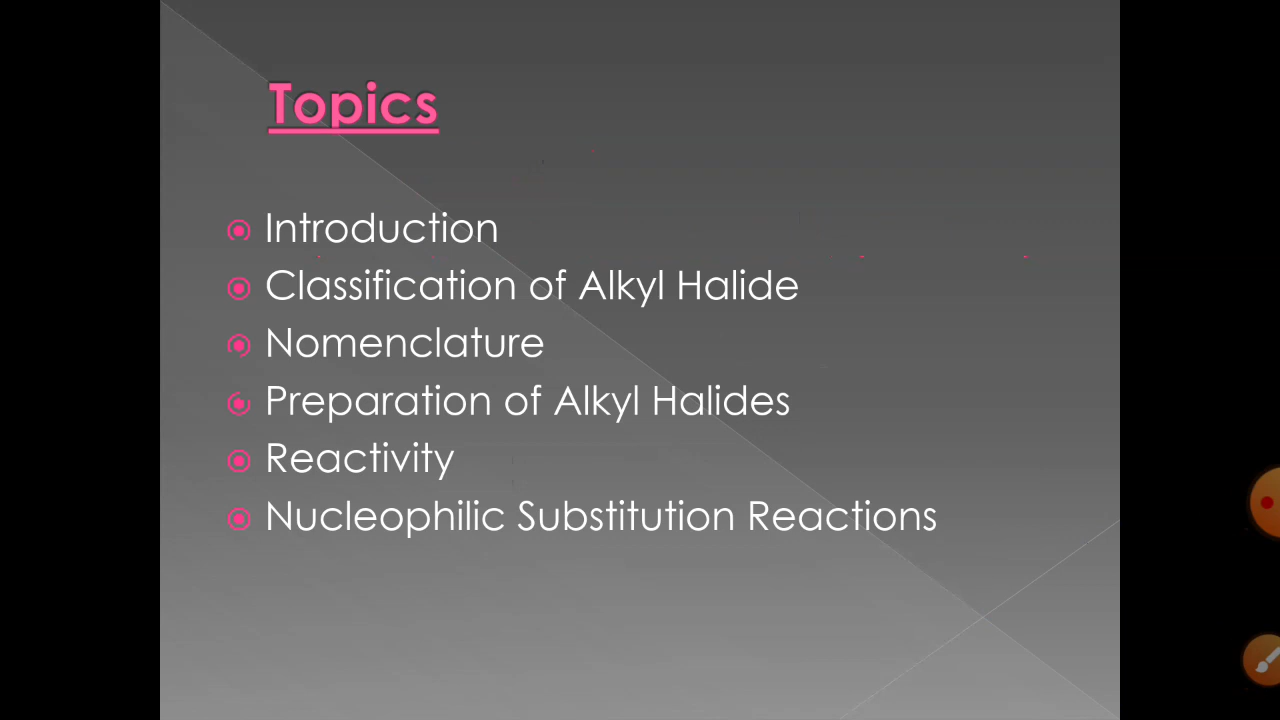 Topics
Introduction
Classification of Alkyl Halide
Nomenclature
Preparation of Alkyl Halides
Reactivity
Nucleophilic Substitution Reactions